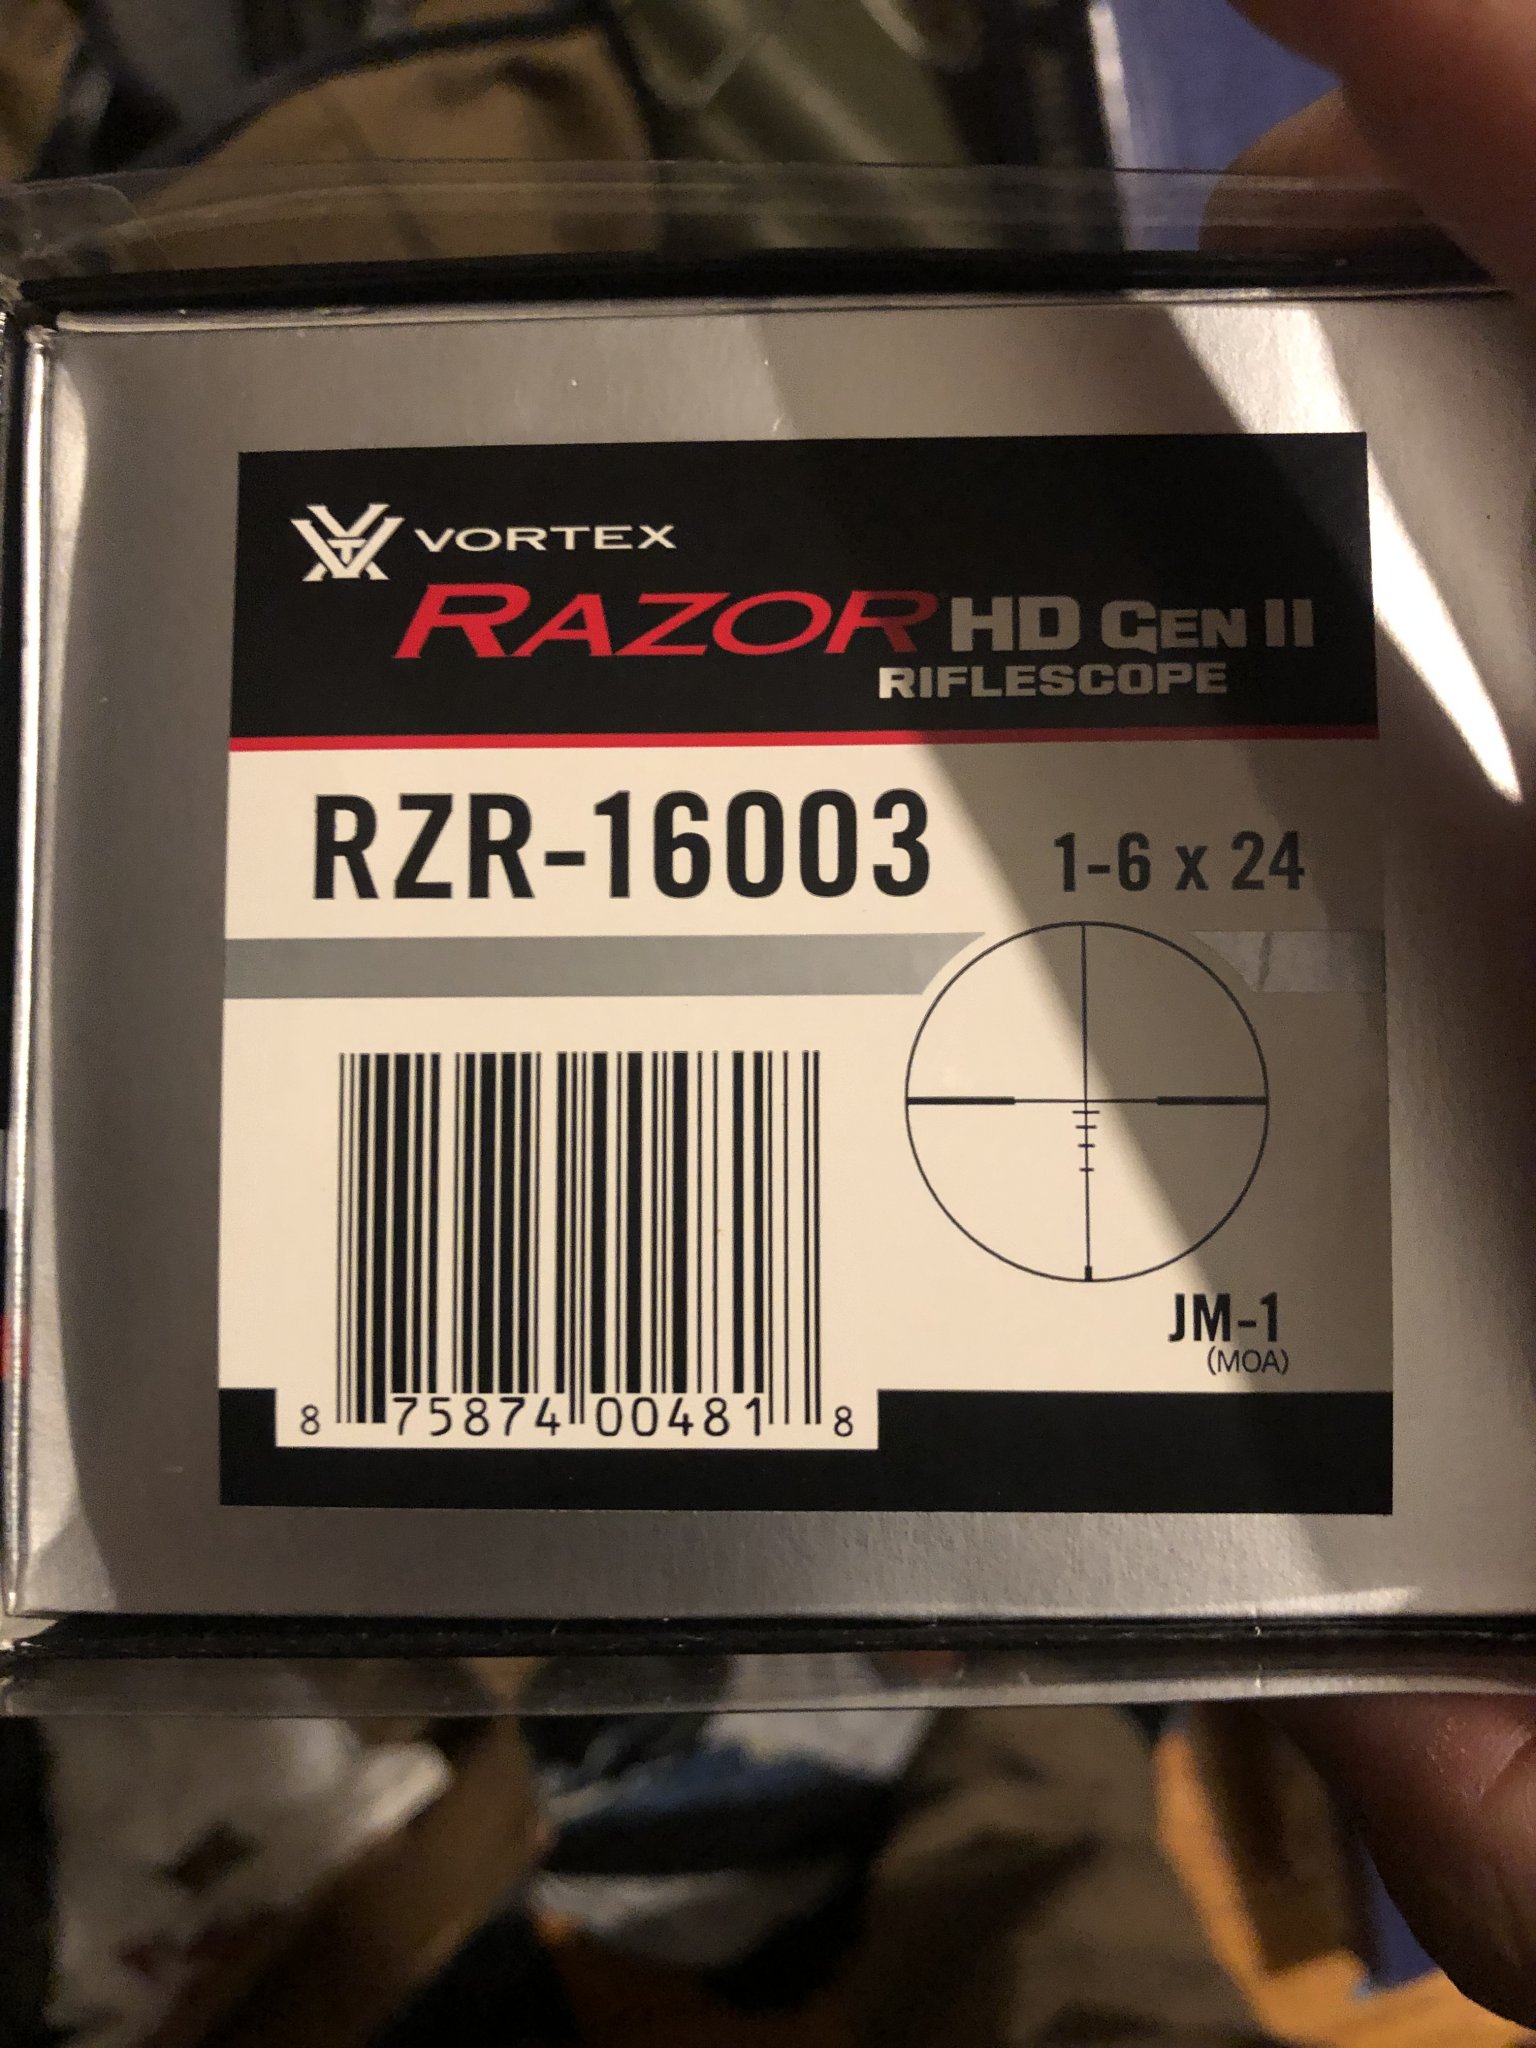 VORTEX
RAZOR HD GEN II
RIFLESCOPE
RZR-16003
1-6 x 24
JM-1
(MOA)
8 75874 00481 8